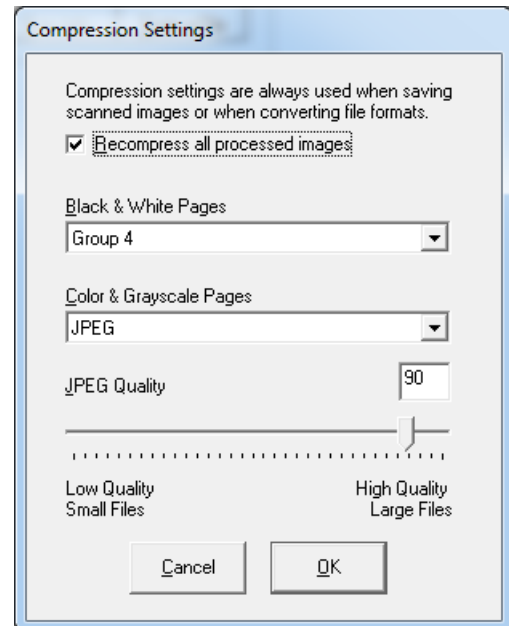 Compression Settings
Compression settings are always used when saving
scanned images or when converting file formats.
Recompress all processed images
Black & White Pages
Group 4
Color & Grayscale Pages
JPEG
JPEG Quality
90
Low Quality
Small Files
High Quality
Large Files
Cancel
OK